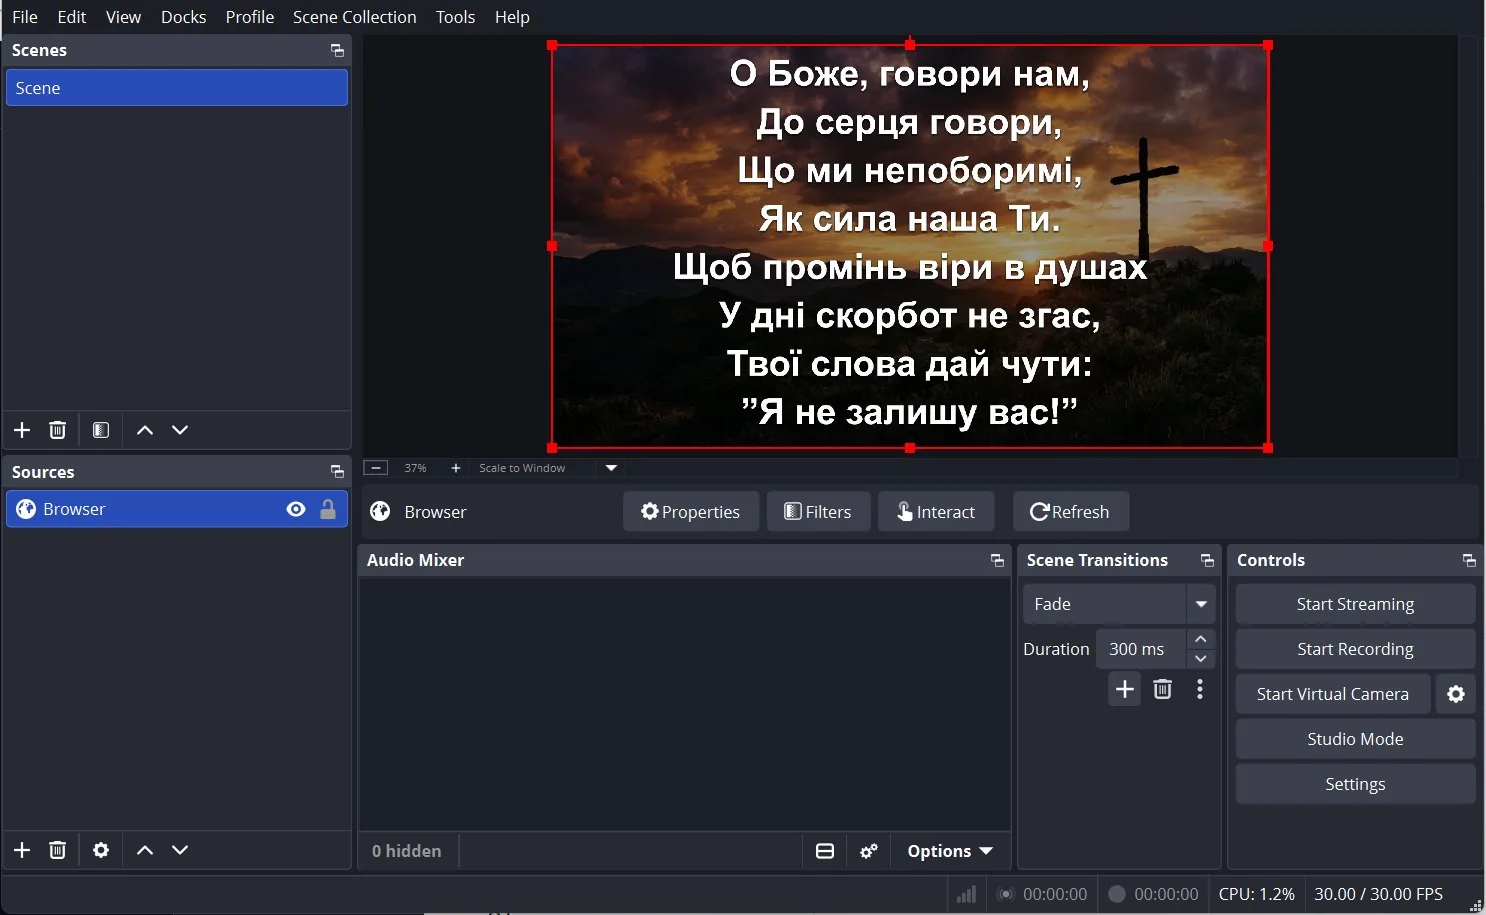 File Edit View Docks Profile Scene Collection Tools Help
Scenes
Scene
О Боже, говори нам,
До серця говори,
Що ми непоборимі,
Як сила наша Ти.
Щоб промінь віри в душах
У дні скорбот не згас,
Твої слова дай чути:
”Я не залишу вас!”
37% Scale to Window
Sources
Browser
Browser Properties Filters Interact Refresh
Audio Mixer
0 hidden Options
Scene Transitions
Fade
Duration 300 ms
Controls
Start Streaming
Start Recording
Start Virtual Camera
Studio Mode
Settings
00:00:00 00:00:00 CPU: 1.2% 30.00 / 30.00 FPS